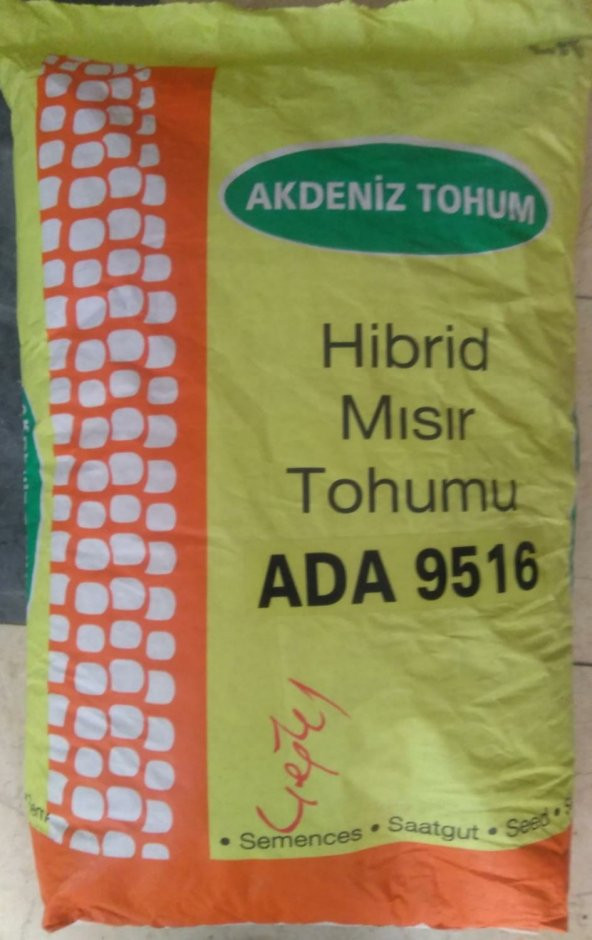 AKDENİZ TOHUM
Hibrid
Mısır
Tohumu
ADA 9516
• Semences • Saatgut • Seed •